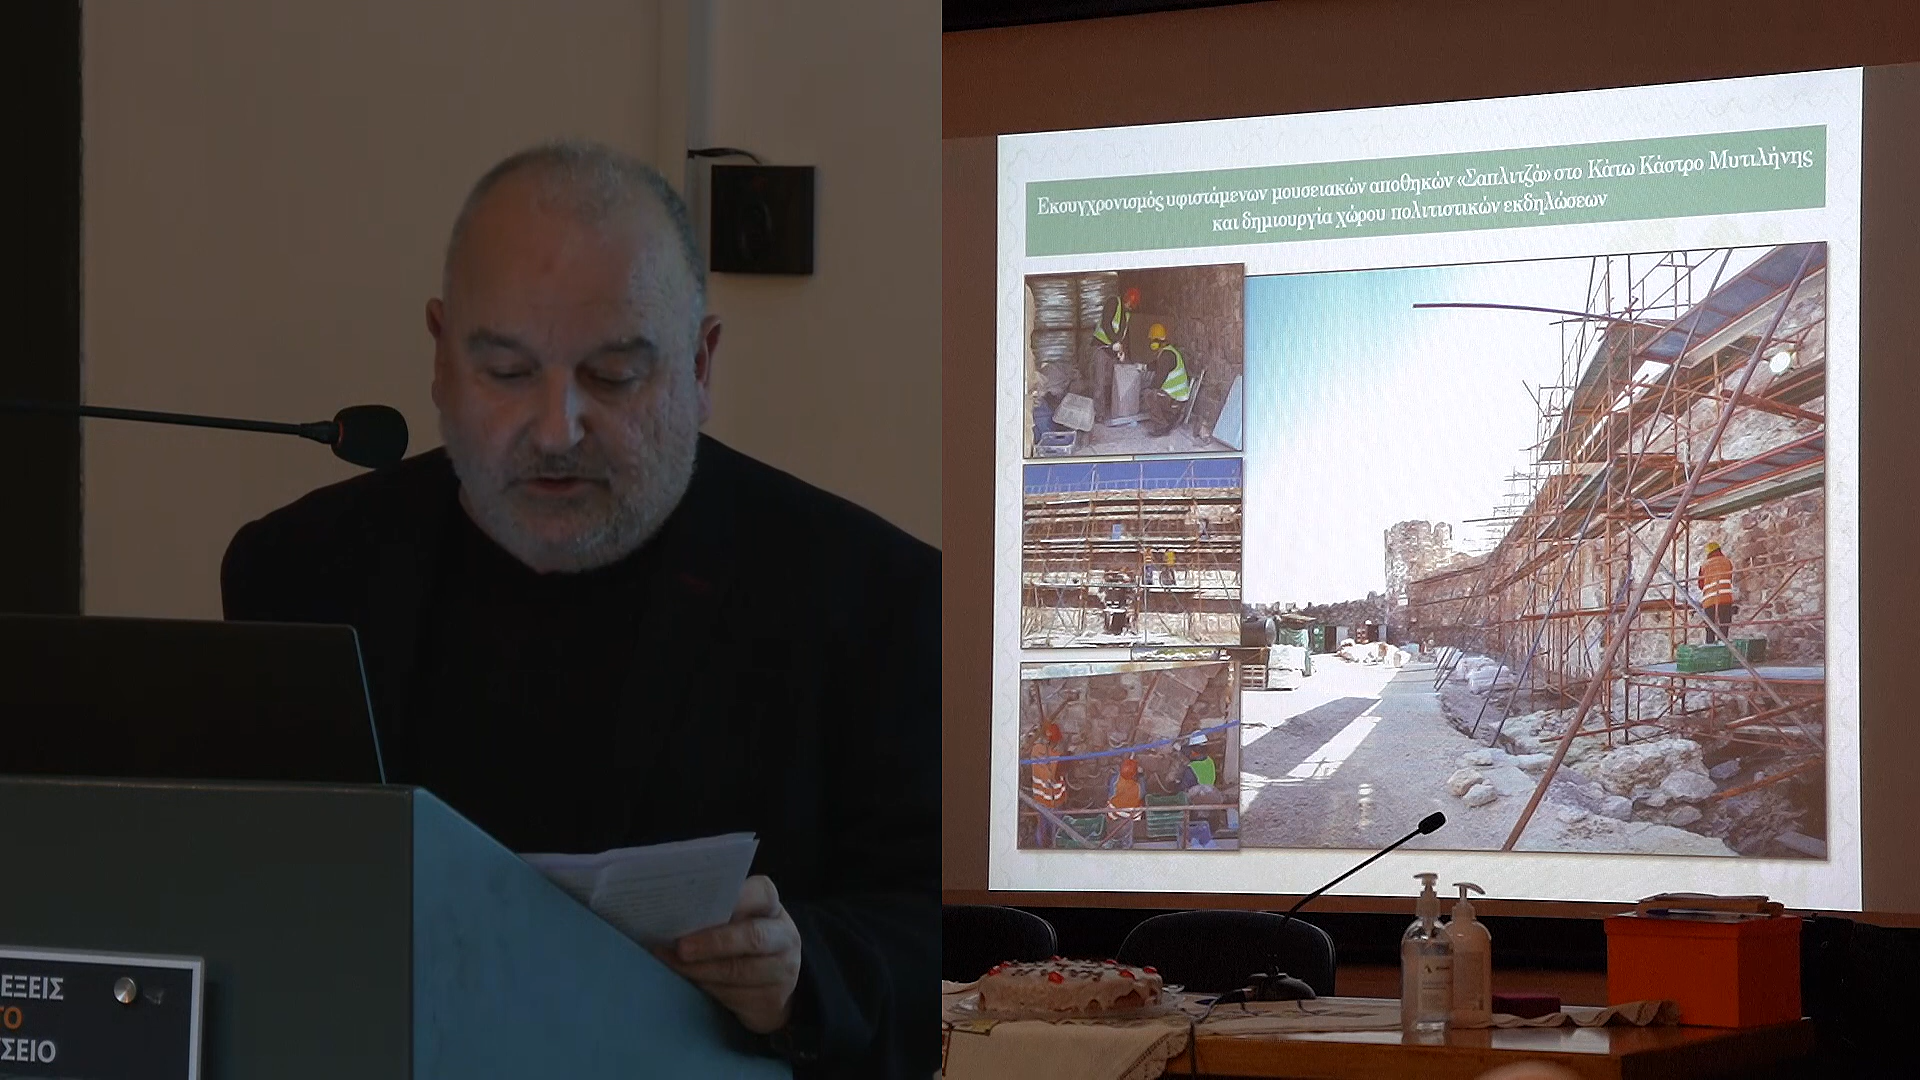 Εκσυγχρονισμός υφιστάμενων μουσειακών αποθηκών «Σαπλιτζά» στο Κάτω Κάστρο Μυτιλήνης
και δημιουργία χώρου πολιτιστικών εκδηλώσεων
ΕΞΕΙΣ
ΤΟ
ΣΕΙΟ